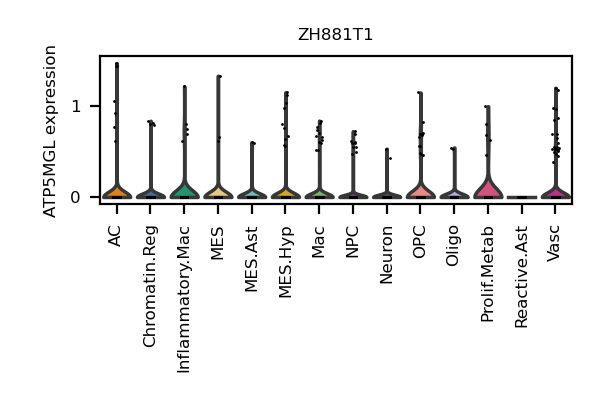 ZH881T1
ATP5MGL expression
1
0
AC
Chromatin.Reg
Inflammatory.Mac
MES
MES.Ast
MES.Hyp
Mac
NPC
Neuron
OPC
Oligo
Prolif.Metab
Reactive.Ast
Vasc